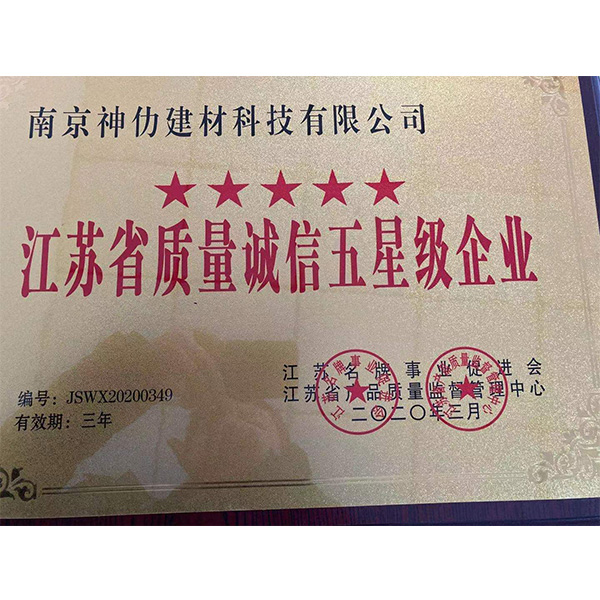 南京神仂建材科技有限公司
江苏省质量诚信五星级企业
江苏名牌事业促进会
江苏省产品质量监督管理中心
二〇二〇年三月
编号：JSWX20200349
有效期：三年